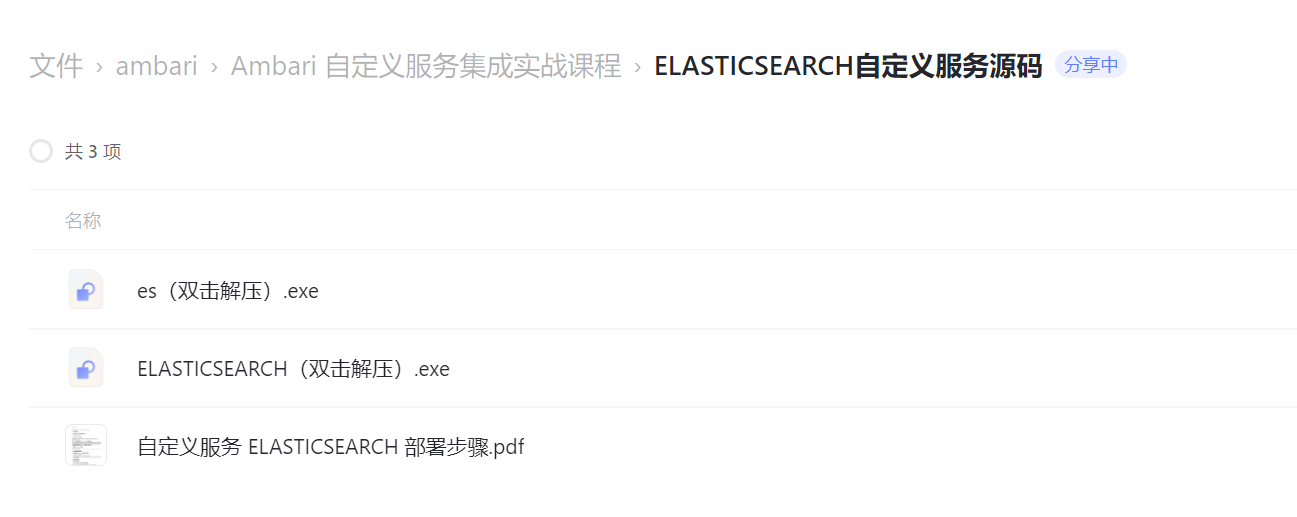 文件 › ambari › Ambari 自定义服务集成实战课程 › ELASTICSEARCH自定义服务源码 分享中
共 3 项
名称
es（双击解压）.exe
ELASTICSEARCH（双击解压）.exe
自定义服务 ELASTICSEARCH 部署步骤.pdf